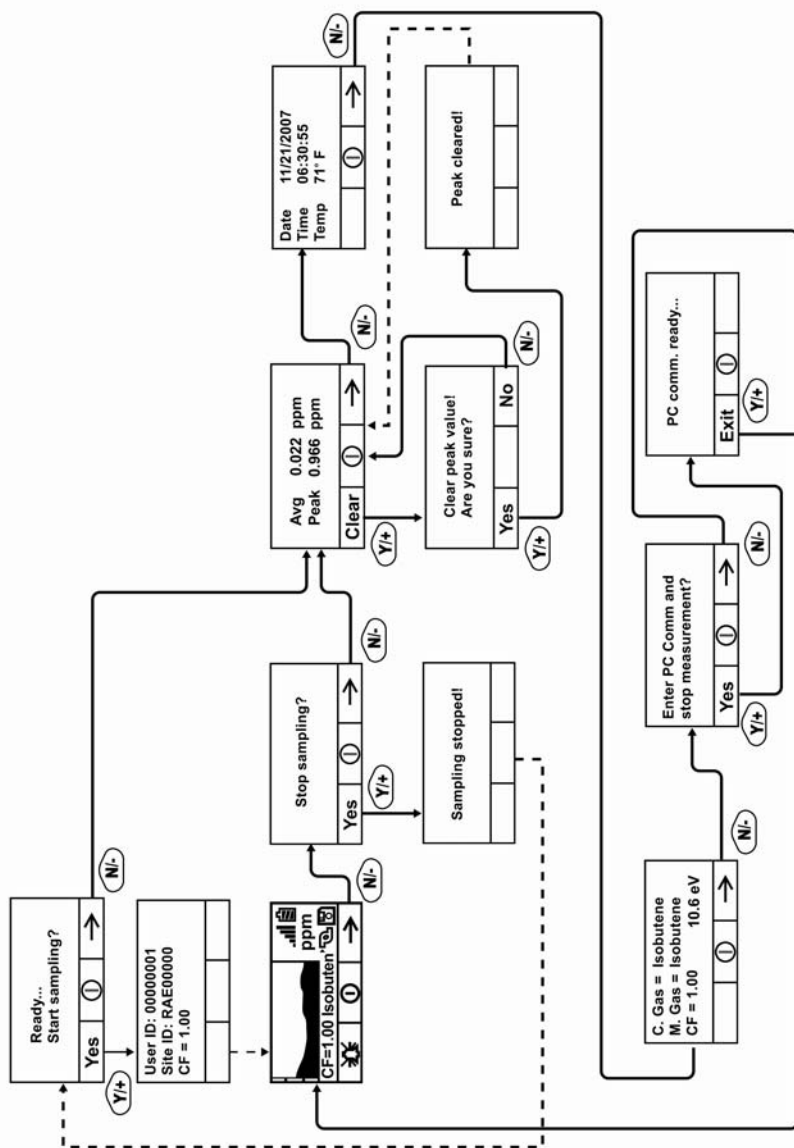 Ready...
Start sampling?
Yes
Y/+
N/-
User ID: 00000001
Site ID: RAE00000
CF = 1.00
ppm
CF=1.00 Isobuten
N/-
Stop sampling?
Yes
Y/+
N/-
Sampling stopped!
Avg 0.022 ppm
Peak 0.966 ppm
Clear
Y/+
N/-
Clear peak value!
Are you sure?
Yes
No
Y/+
N/-
Date 11/21/2007
Time 06:30:55
Temp 71° F
N/-
Peak cleared!
C. Gas = Isobutene
M. Gas = Isobutene
CF = 1.00 10.6 eV
N/-
Enter PC Comm and
stop measurement?
Yes
Y/+
N/-
PC comm. ready...
Exit
Y/+